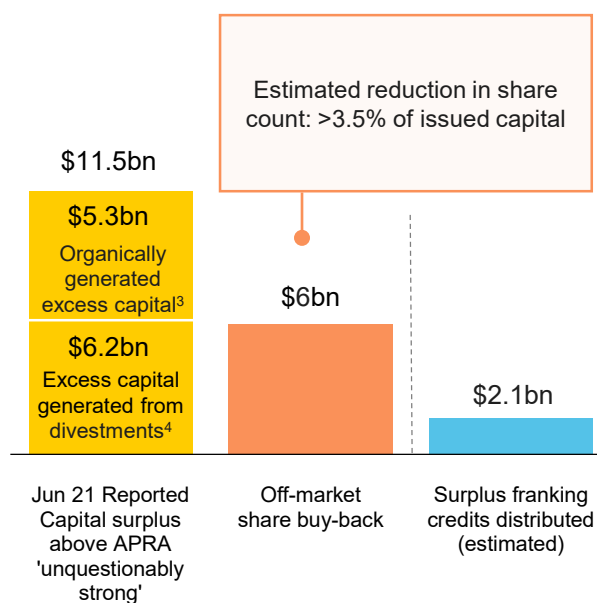 Estimated reduction in share
count: >3.5% of issued capital
$11.5bn
$5.3bn
Organically
generated
excess capital³
$6.2bn
Excess capital
generated from
divestments⁴
$6bn
$2.1bn
Jun 21 Reported
Capital surplus
above APRA
'unquestionably
strong'
Off-market
share buy-back
Surplus franking
credits distributed
(estimated)